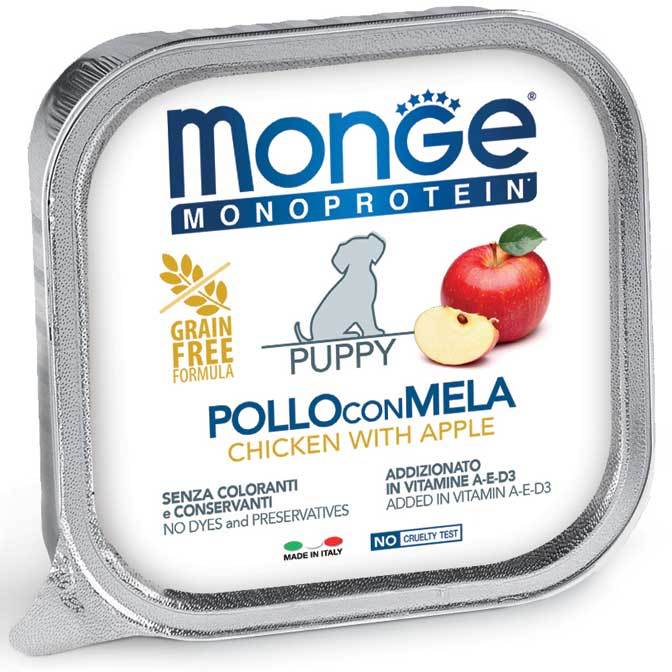 monGe®
MONOPROTEIN
GRAIN
FREE
FORMULA
PUPPY
POLLOconMELA
CHICKEN WITH APPLE
SENZA COLORANTI
e CONSERVANTI
NO DYES and PRESERVATIVES
ADDIZIONATO
IN VITAMINE A-E-D3
ADDED IN VITAMIN A-E-D3
MADE IN ITALY
NO CRUELTY TEST